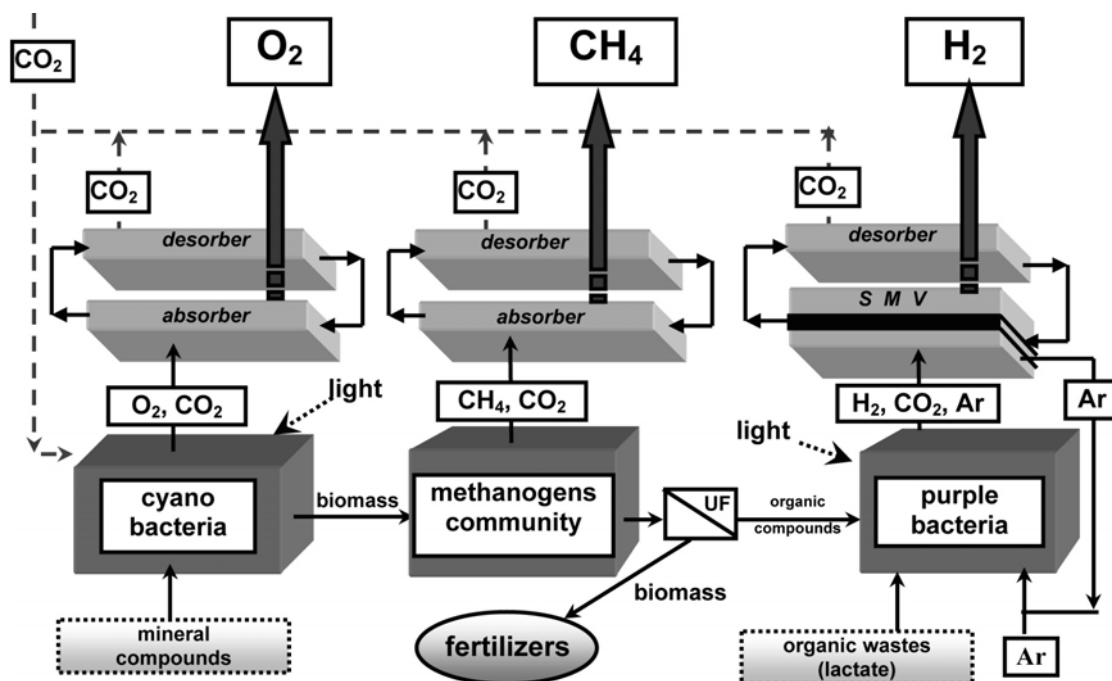 CO₂
O₂
CH₄
H₂
CO₂
CO₂
CO₂
desorber
desorber
desorber
absorber
absorber
S M V
O₂, CO₂
light
CH₄, CO₂
H₂, CO₂, Ar
Ar
light
cyano
bacteria
biomass
methanogens
community
UF
organic
compounds
purple
bacteria
biomass
mineral
compounds
fertilizers
organic wastes
(lactate)
Ar